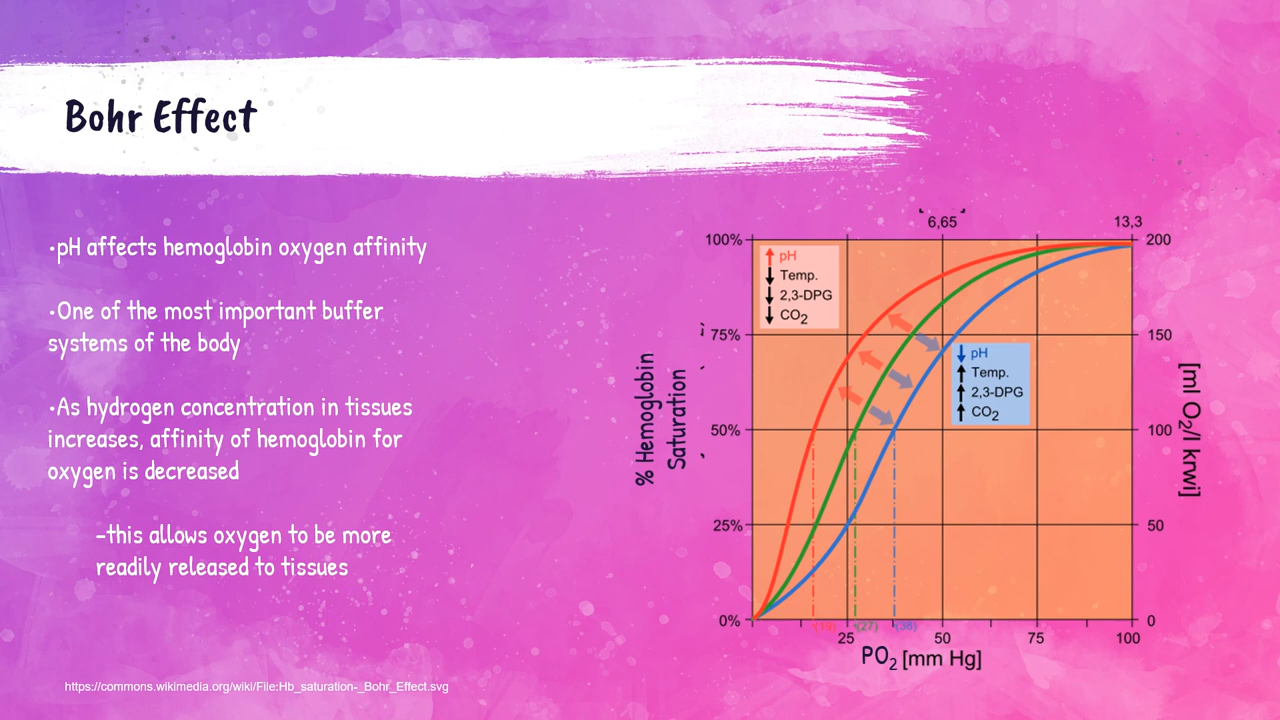 Bohr Effect
•pH affects hemoglobin oxygen affinity
•One of the most important buffer
systems of the body
•As hydrogen concentration in tissues
increases, affinity of hemoglobin for
oxygen is decreased
–this allows oxygen to be more
readily released to tissues
https://commons.wikimedia.org/wiki/File:Hb_saturation-_Bohr_Effect.svg
6,65
13,3
100%
75%
50%
25%
0%
% Hemoglobin
Saturation
↑ pH
↓ Temp.
↓ 2,3-DPG
↓ CO2
↓ pH
↑ Temp.
↑ 2,3-DPG
↑ CO2
200
150
100
50
0
[ml O2/l krwi]
(27)
25
50
75
100
PO2 [mm Hg]